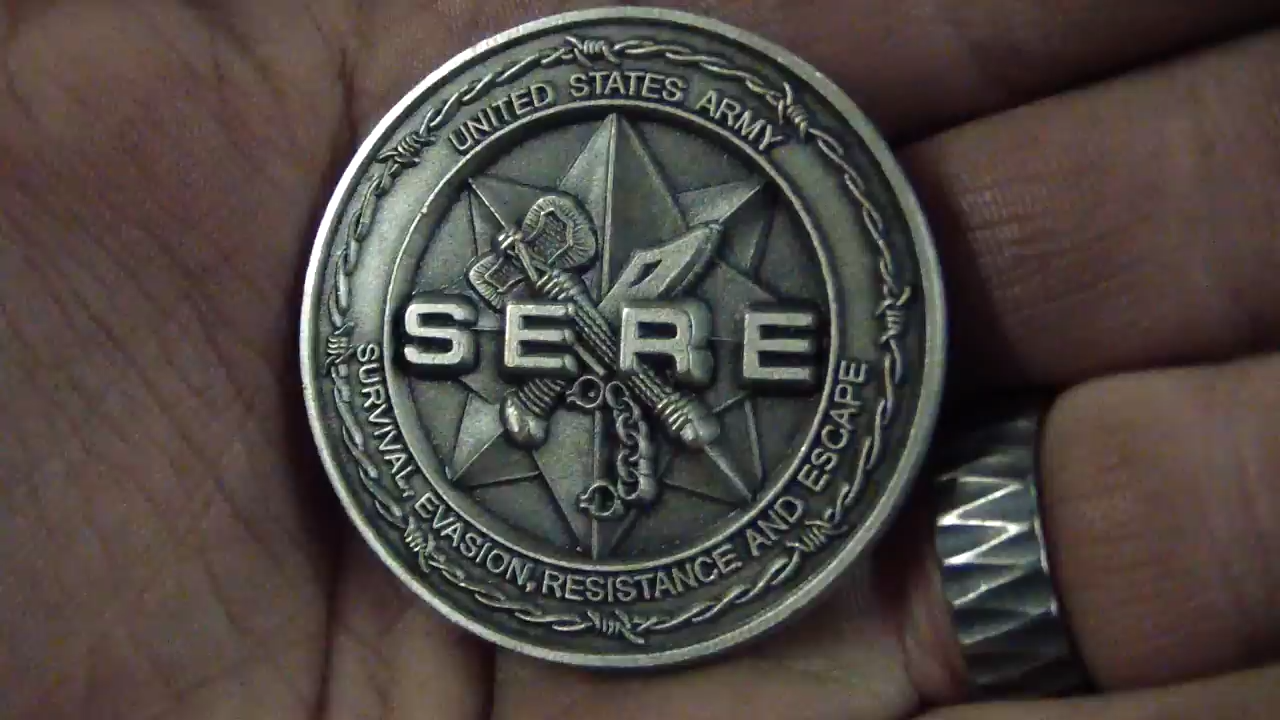 UNITED STATES ARMY
SERE
SURVIVAL, EVASION, RESISTANCE AND ESCAPE